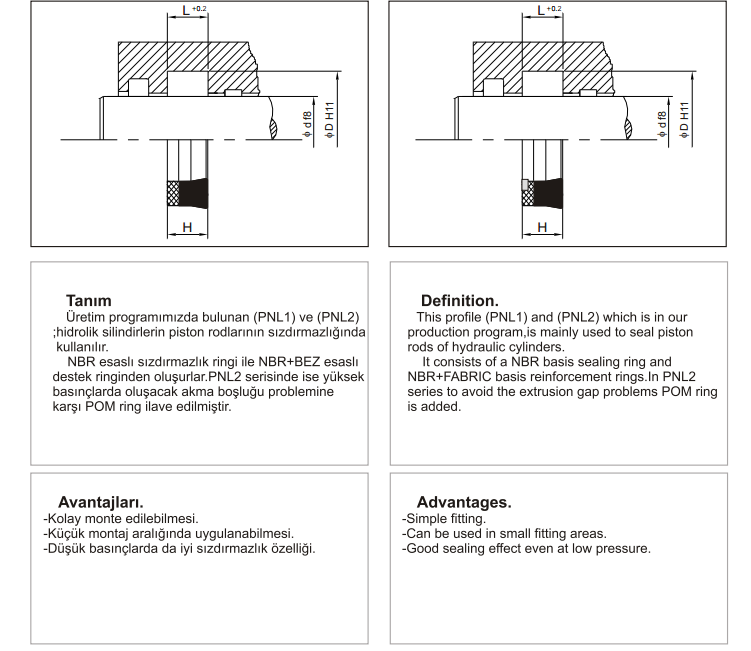 L +0.2
ϕ d f8
ϕ D H11
H
L +0.2
ϕ d f8
ϕ D H11
H
Tanım
Üretim programımızda bulunan (PNL1) ve (PNL2)
;hidrolik silindirlerin piston rodlarının sızdırmazlığında
kullanılır.
NBR esaslı sızdırmazlık ringi ile NBR+BEZ esaslı
destek ringinden oluşurlar.PNL2 serisinde ise yüksek
basınçlarda oluşacak akma boşluğu problemine
karşı POM ring ilave edilmiştir.
Definition.
This profile (PNL1) and (PNL2) which is in our
production program,is mainly used to seal piston
rods of hydraulic cylinders.
It consists of a NBR basis sealing ring and
NBR+FABRIC basis reinforcement rings.In PNL2
series to avoid the extrusion gap problems POM ring
is added.
Avantajları.
-Kolay monte edilebilmesi.
-Küçük montaj aralığında uygulanabilmesi.
-Düşük basınçlarda da iyi sızdırmazlık özelliği.
Advantages.
-Simple fitting.
-Can be used in small fitting areas.
-Good sealing effect even at low pressure.